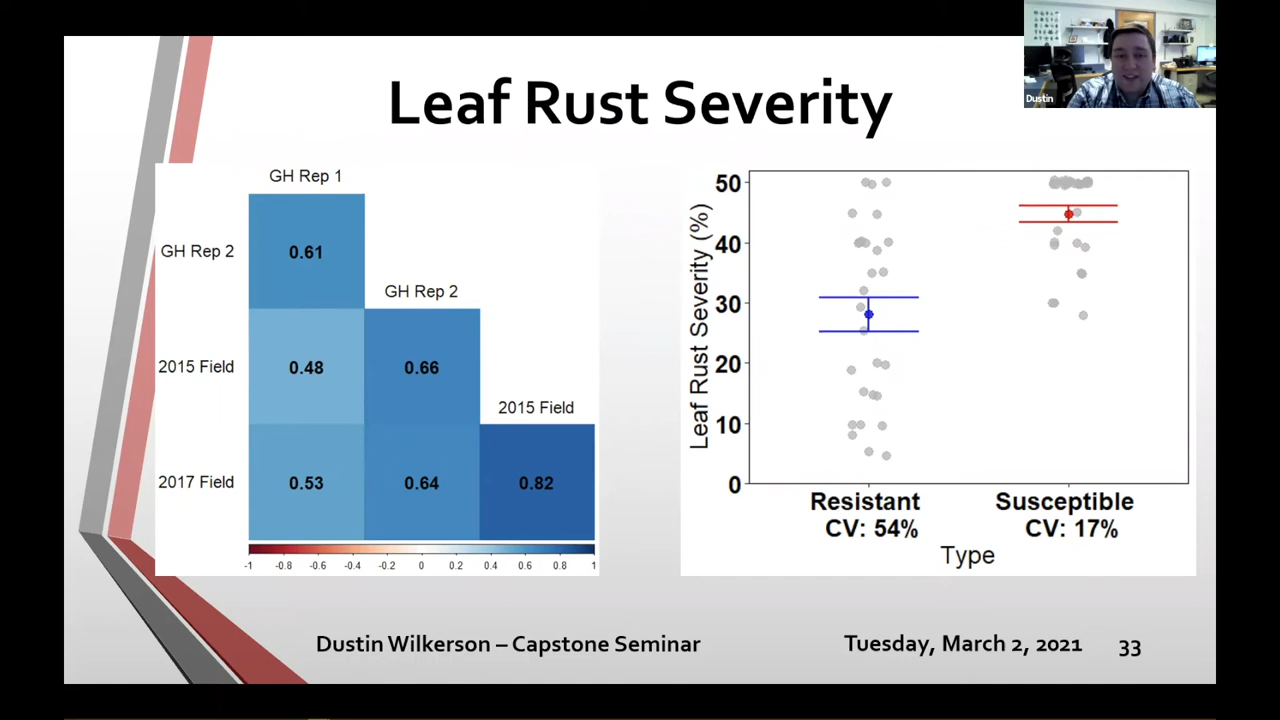 Dustin
Leaf Rust Severity
GH Rep 1
GH Rep 2
0.61
GH Rep 2
2015 Field
0.48
0.66
2015 Field
2017 Field
0.53
0.64
0.82
-1 -0.8 -0.6 -0.4 -0.2 0 0.2 0.4 0.6 0.8 1
Leaf Rust Severity (%)
50
40
30
20
10
0
Resistant Susceptible
CV: 54% CV: 17%
Type
Dustin Wilkerson – Capstone Seminar
Tuesday, March 2, 2021
33